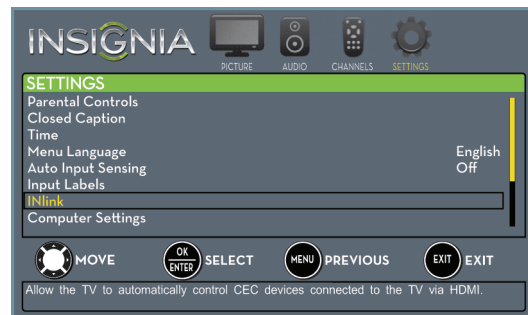 INSIGNIA
PICTURE AUDIO CHANNELS SETTINGS
SETTINGS
Parental Controls
Closed Caption
Time
Menu Language English
Auto Input Sensing Off
Input Labels
INlink
Computer Settings
MOVE OK ENTER SELECT MENU PREVIOUS EXIT EXIT
Allow the TV to automatically control CEC devices connected to the TV via HDMI.